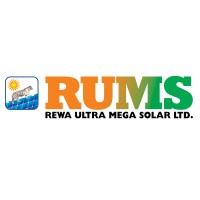 RUMS
REWA ULTRA MEGA SOLAR LTD.